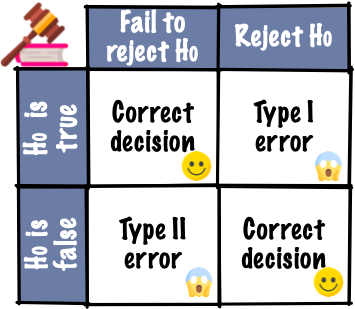 Fail to
reject Ho
Reject Ho
Ho is
true
Correct
decision
Type I
error
Ho is
false
Type II
error
Correct
decision